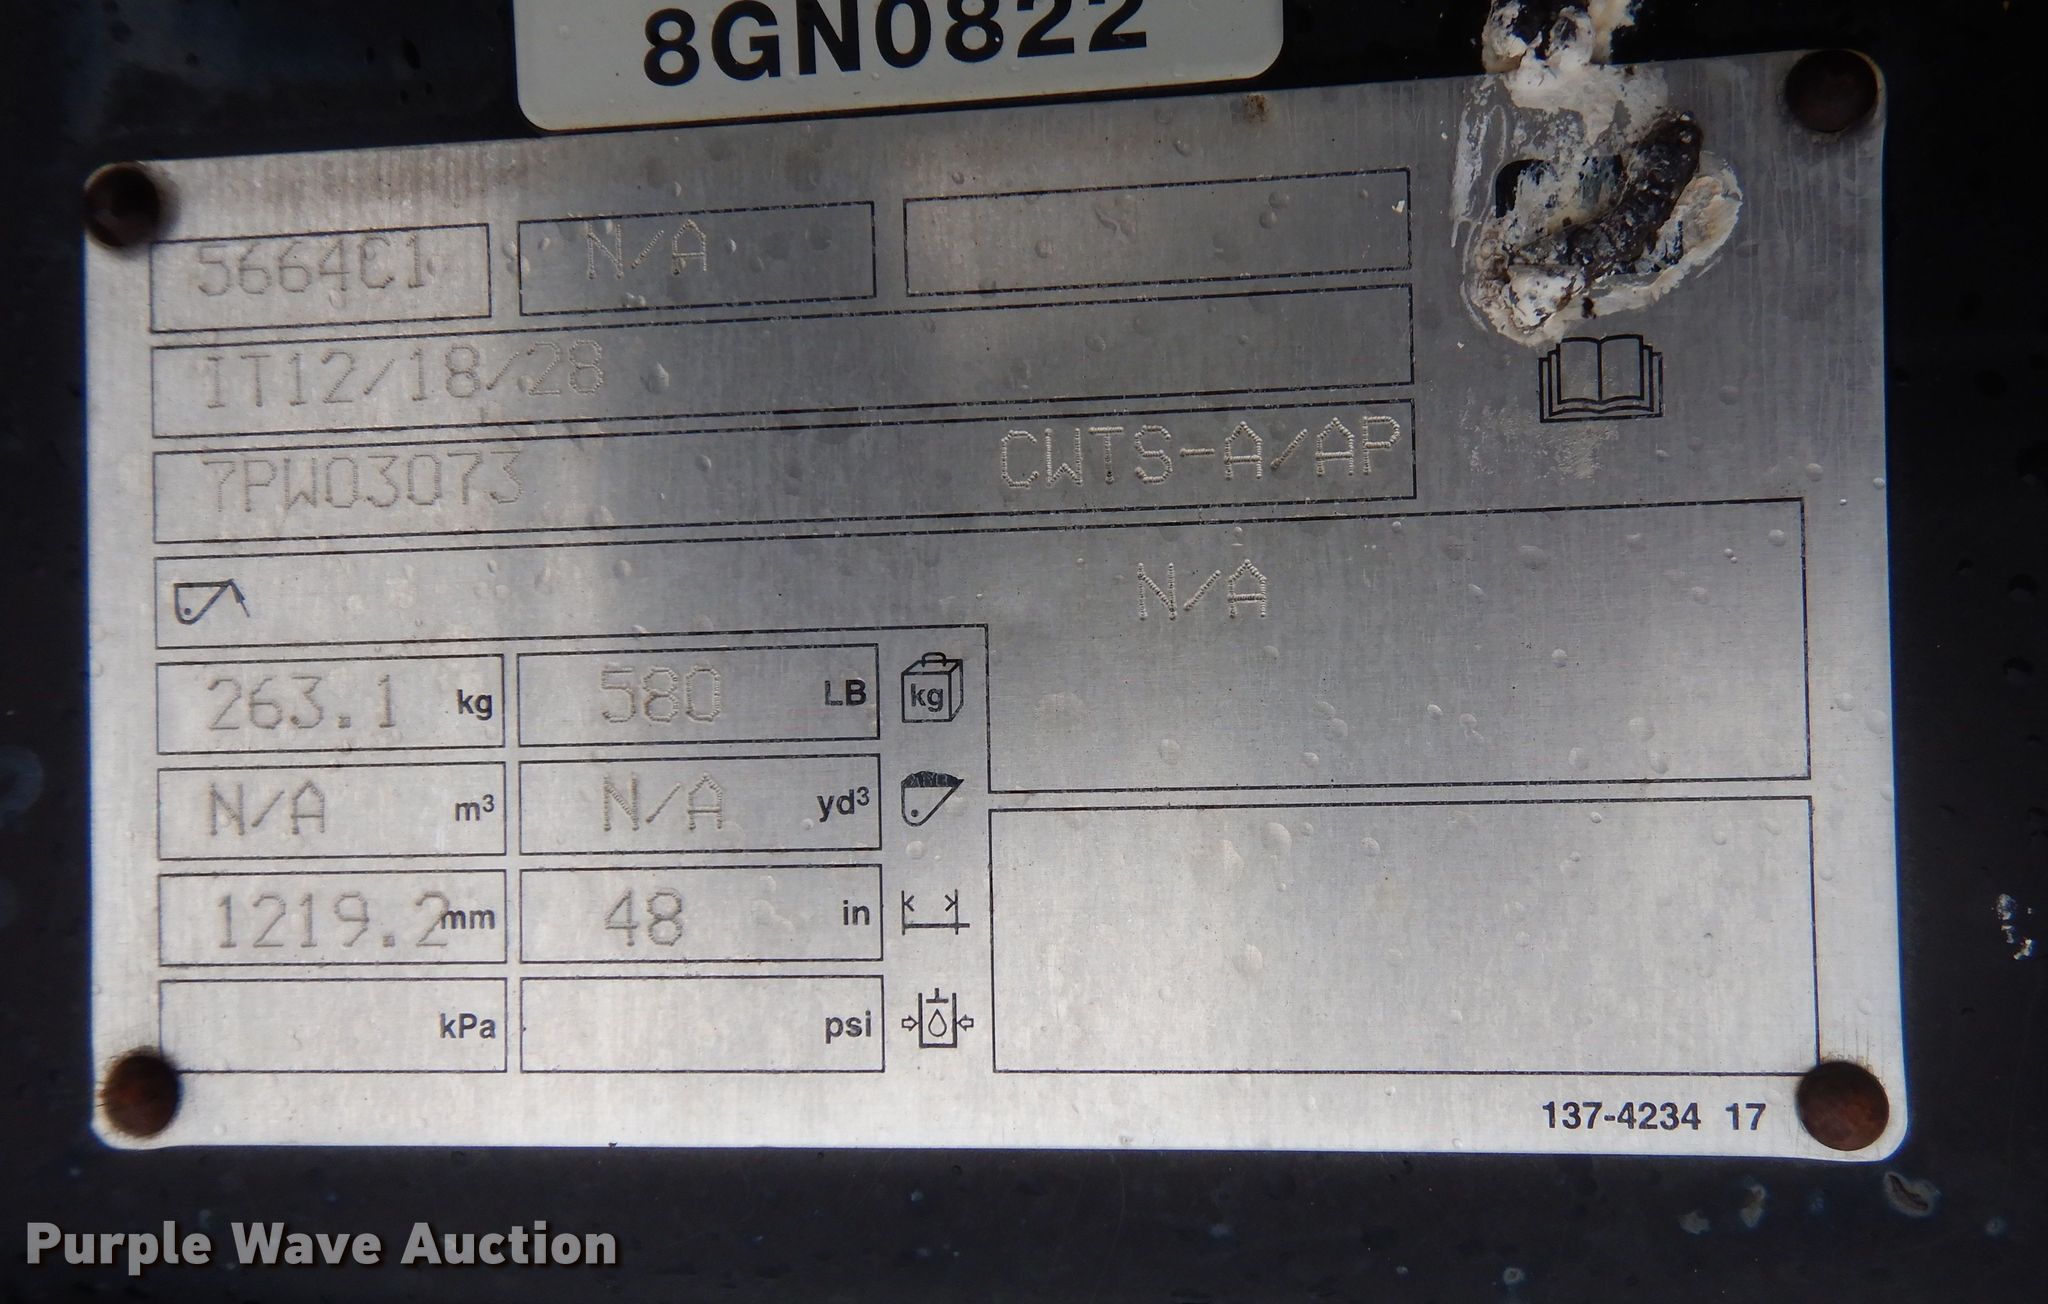 8GN0822
5664C1 N/A
IT12/18/28
7PW03073 CWTS-A/AP
N/A
263.1 kg 580 LB kg
N/A m³ N/A yd³
1219.2 mm 48 in
kPa psi
137-4234 17
Purple Wave Auction